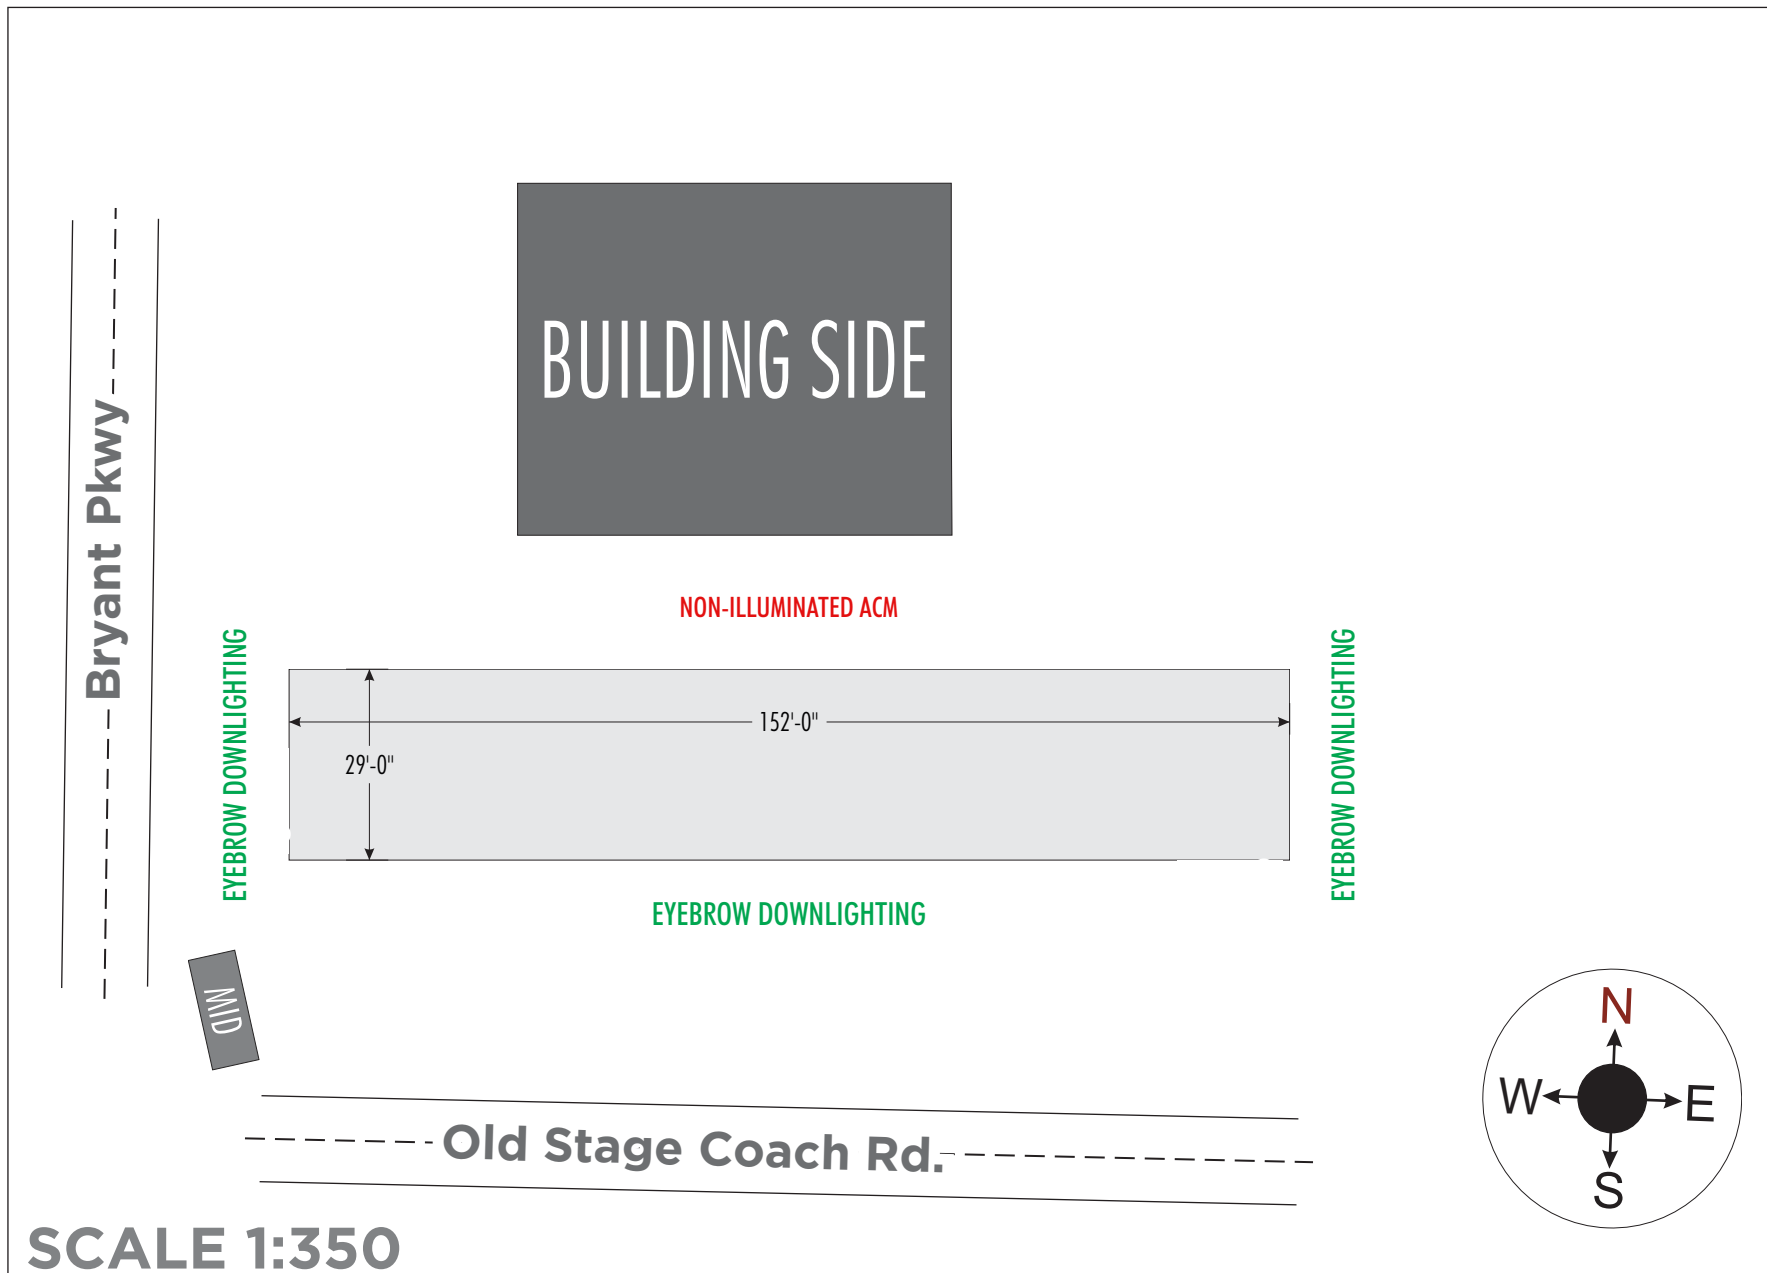 BUILDING SIDE
Bryant Pkwy
NON-ILLUMINATED ACM
EYEBROW DOWNLIGHTING
EYEBROW DOWNLIGHTING
152'-0"
29'-0"
EYEBROW DOWNLIGHTING
MID
N
W
E
S
Old Stage Coach Rd.
SCALE 1:350